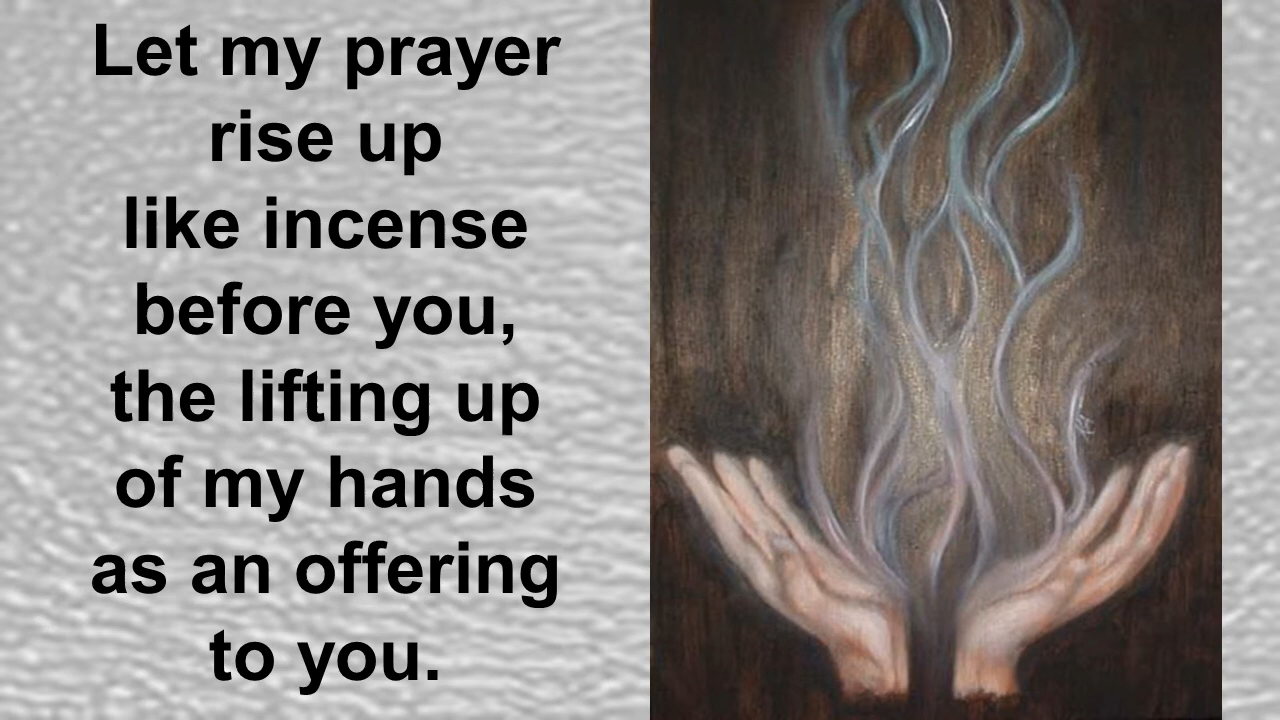 Let my prayer
rise up
like incense
before you,
the lifting up
of my hands
as an offering
to you.